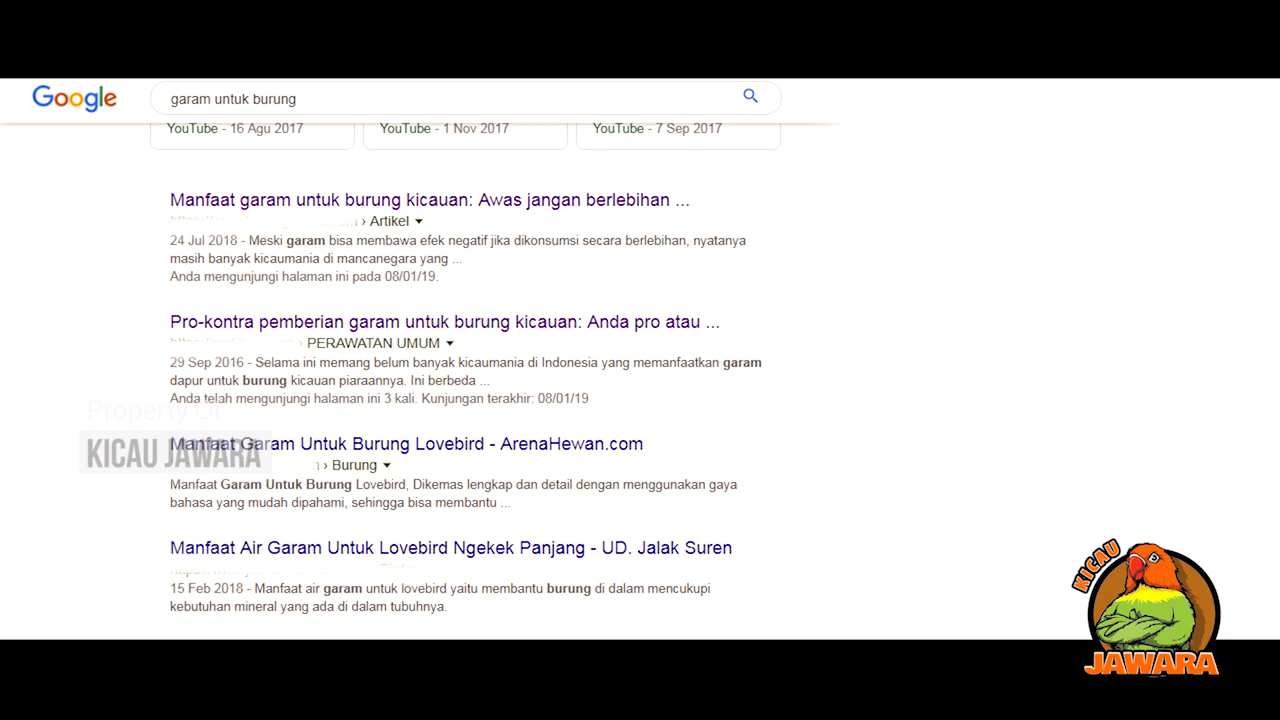 Google
garam untuk burung
YouTube - 16 Agu 2017
YouTube - 1 Nov 2017
YouTube - 7 Sep 2017
Manfaat garam untuk burung kicauan: Awas jangan berlebihan ...
› Artikel
24 Jul 2018 - Meski garam bisa membawa efek negatif jika dikonsumsi secara berlebihan, nyatanya
masih banyak kicaumania di mancanegara yang ...
Anda mengunjungi halaman ini pada 08/01/19.
Pro-kontra pemberian garam untuk burung kicauan: Anda pro atau ...
› PERAWATAN UMUM
29 Sep 2016 - Selama ini memang belum banyak kicaumania di Indonesia yang memanfaatkan garam
dapur untuk burung kicauan piaraannya. Ini berbeda ...
Anda telah mengunjungi halaman ini 3 kali. Kunjungan terakhir: 08/01/19
Property Of
KICAU JAWARA
Manfaat Garam Untuk Burung Lovebird - ArenaHewan.com
› Burung
Manfaat Garam Untuk Burung Lovebird, Dikemas lengkap dan detail dengan menggunakan gaya
bahasa yang mudah dipahami, sehingga bisa membantu ...
Manfaat Air Garam Untuk Lovebird Ngekek Panjang - UD. Jalak Suren
15 Feb 2018 - Manfaat air garam untuk lovebird yaitu membantu burung di dalam mencukupi
kebutuhan mineral yang ada di dalam tubuhnya.
KICAU
JAWARA